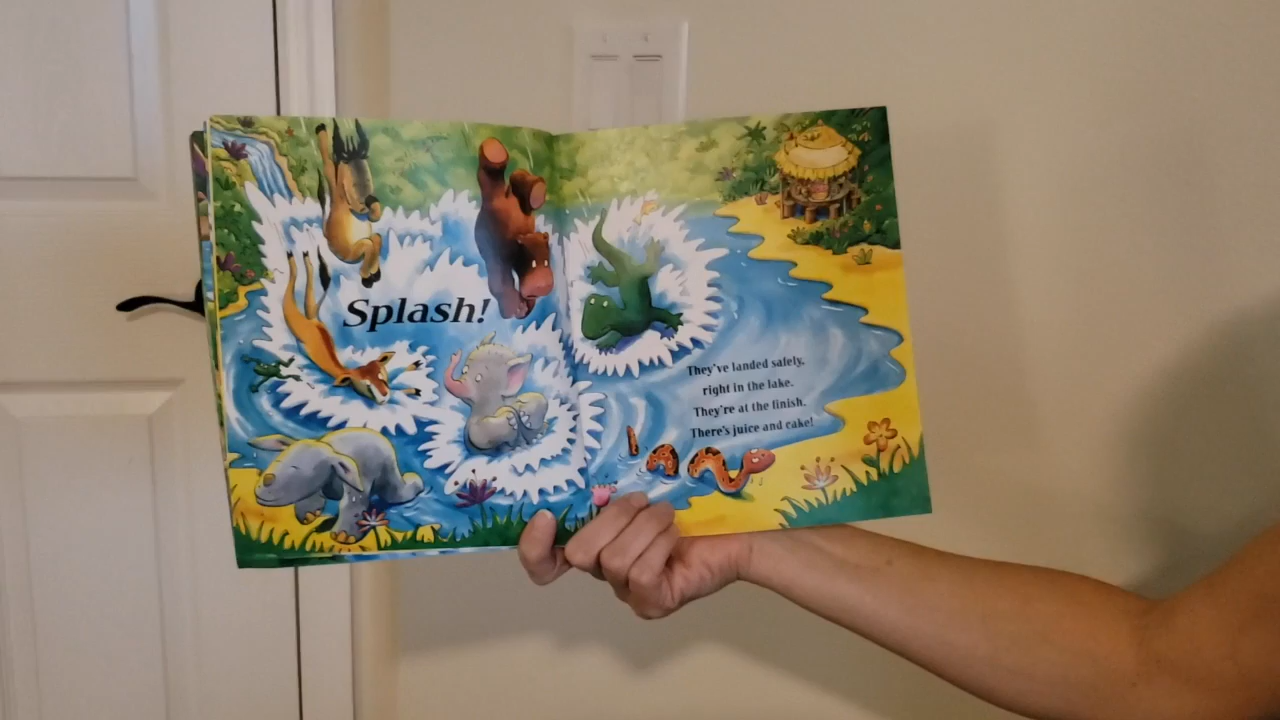 Splash!
They've landed safely,
right in the lake.
They're at the finish.
There's juice and cake!